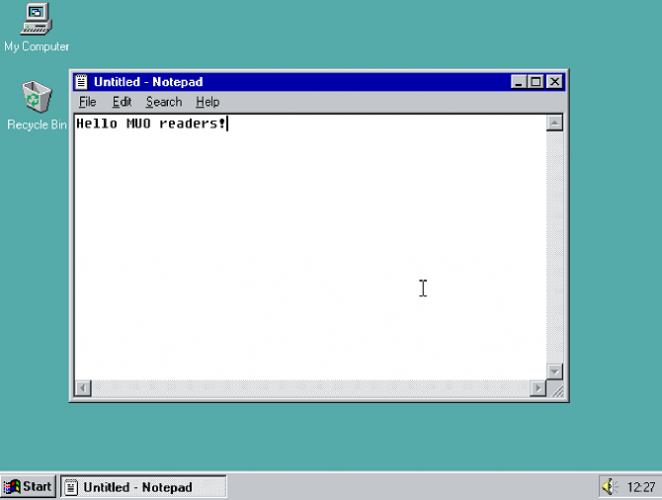 My Computer
Recycle Bin
Untitled - Notepad
File Edit Search Help
Hello MUO readers!
Start Untitled - Notepad 12:27